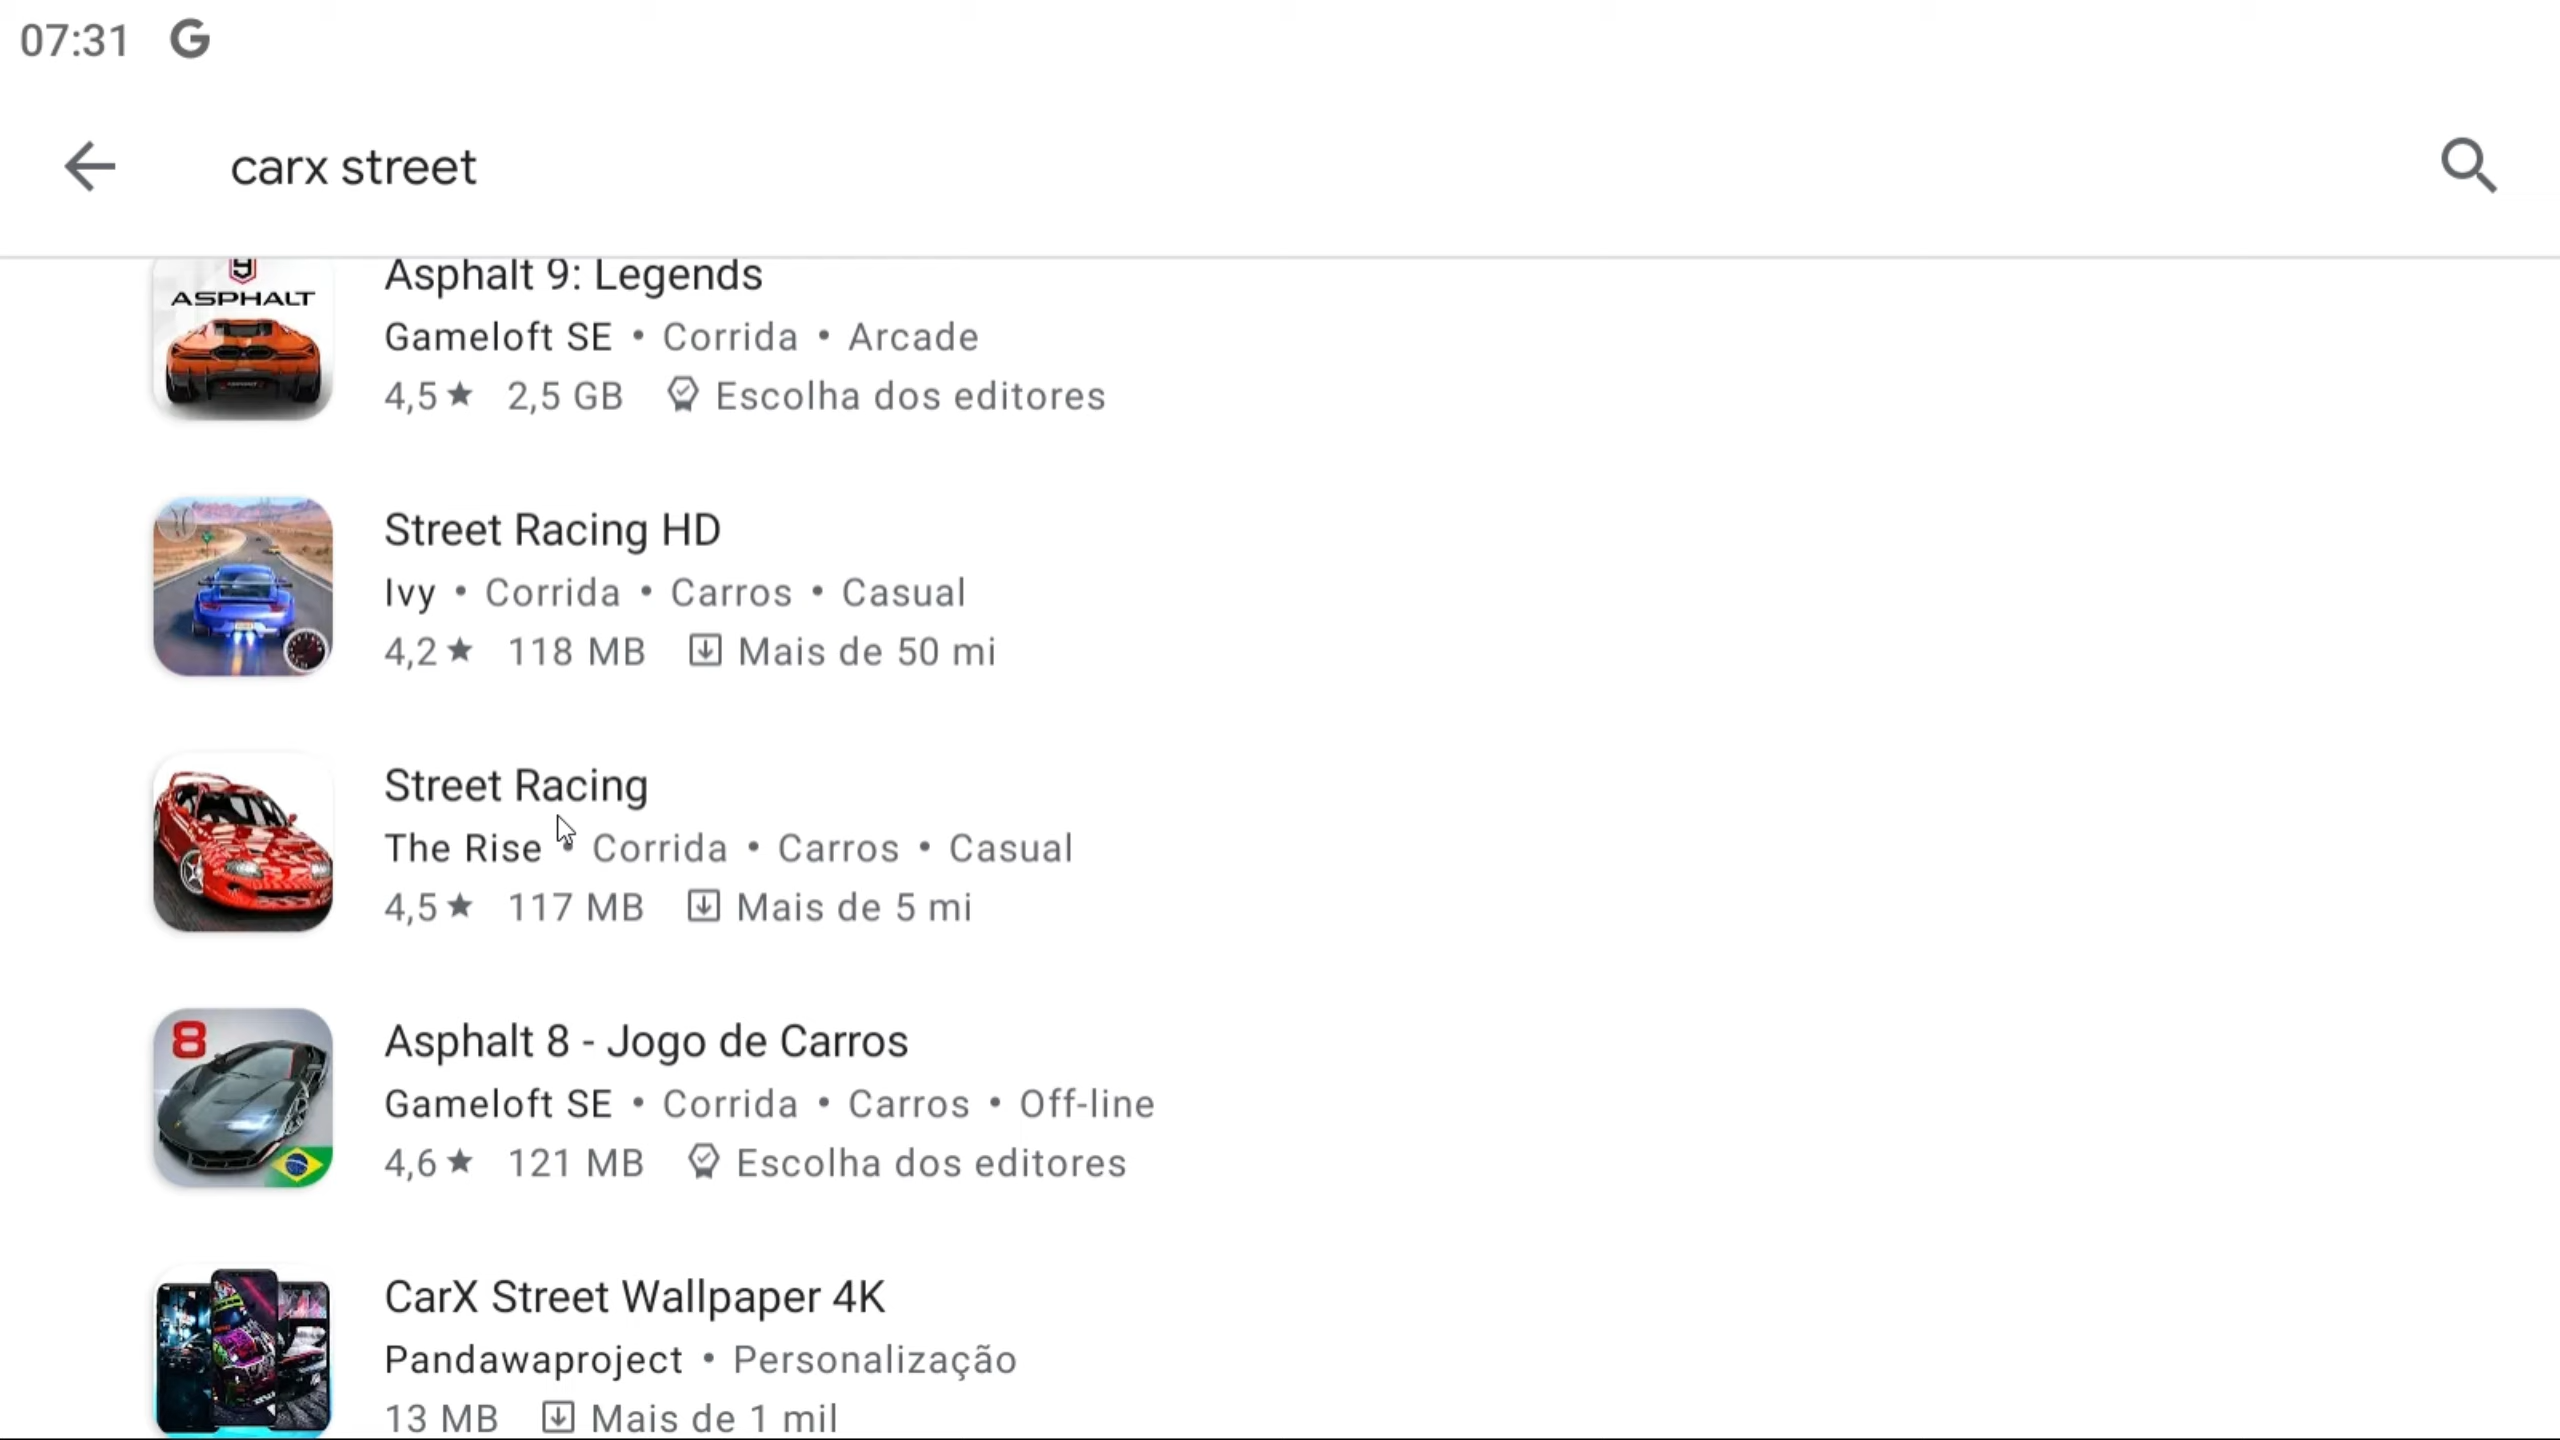 07:31 G
carx street
ASPHALT
Asphalt 9: Legends
Gameloft SE • Corrida • Arcade
4,5★ 2,5 GB Escolha dos editores
Street Racing HD
Ivy • Corrida • Carros • Casual
4,2★ 118 MB Mais de 50 mi
Street Racing
The Rise • Corrida • Carros • Casual
4,5★ 117 MB Mais de 5 mi
8
Asphalt 8 - Jogo de Carros
Gameloft SE • Corrida • Carros • Off-line
4,6★ 121 MB Escolha dos editores
CarX Street Wallpaper 4K
Pandawaproject • Personalização
13 MB Mais de 1 mil